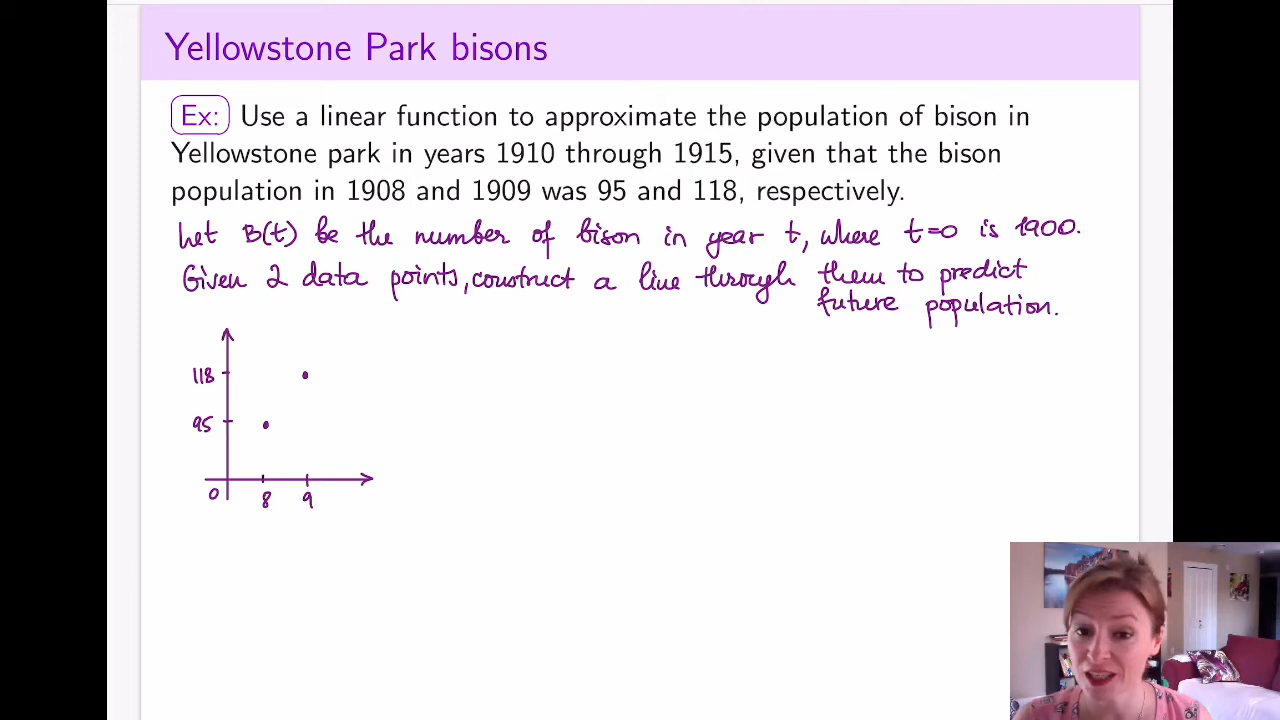 Yellowstone Park bisons
Ex: Use a linear function to approximate the population of bison in
Yellowstone park in years 1910 through 1915, given that the bison
population in 1908 and 1909 was 95 and 118, respectively.
Let B(t) be the number of bison in year t, where t=0 is 1900.
Given 2 data points, construct a line through them to predict
future population.
118
95
0 8 9